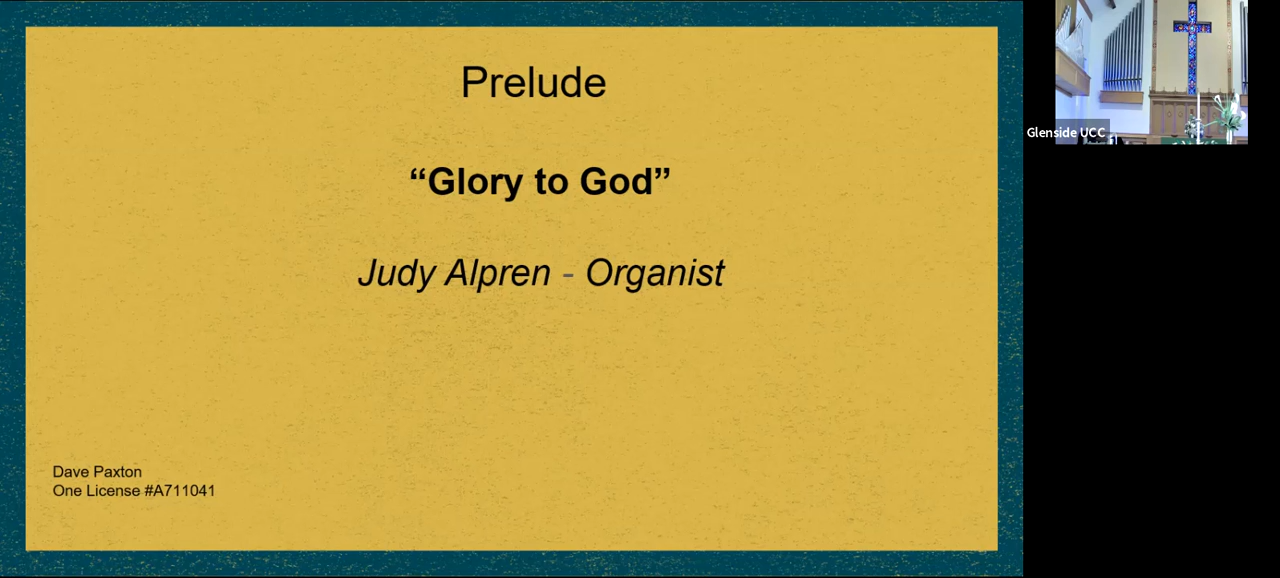 Prelude
“Glory to God”
Judy Alpren - Organist
Dave Paxton
One License #A711041
Glenside UCC